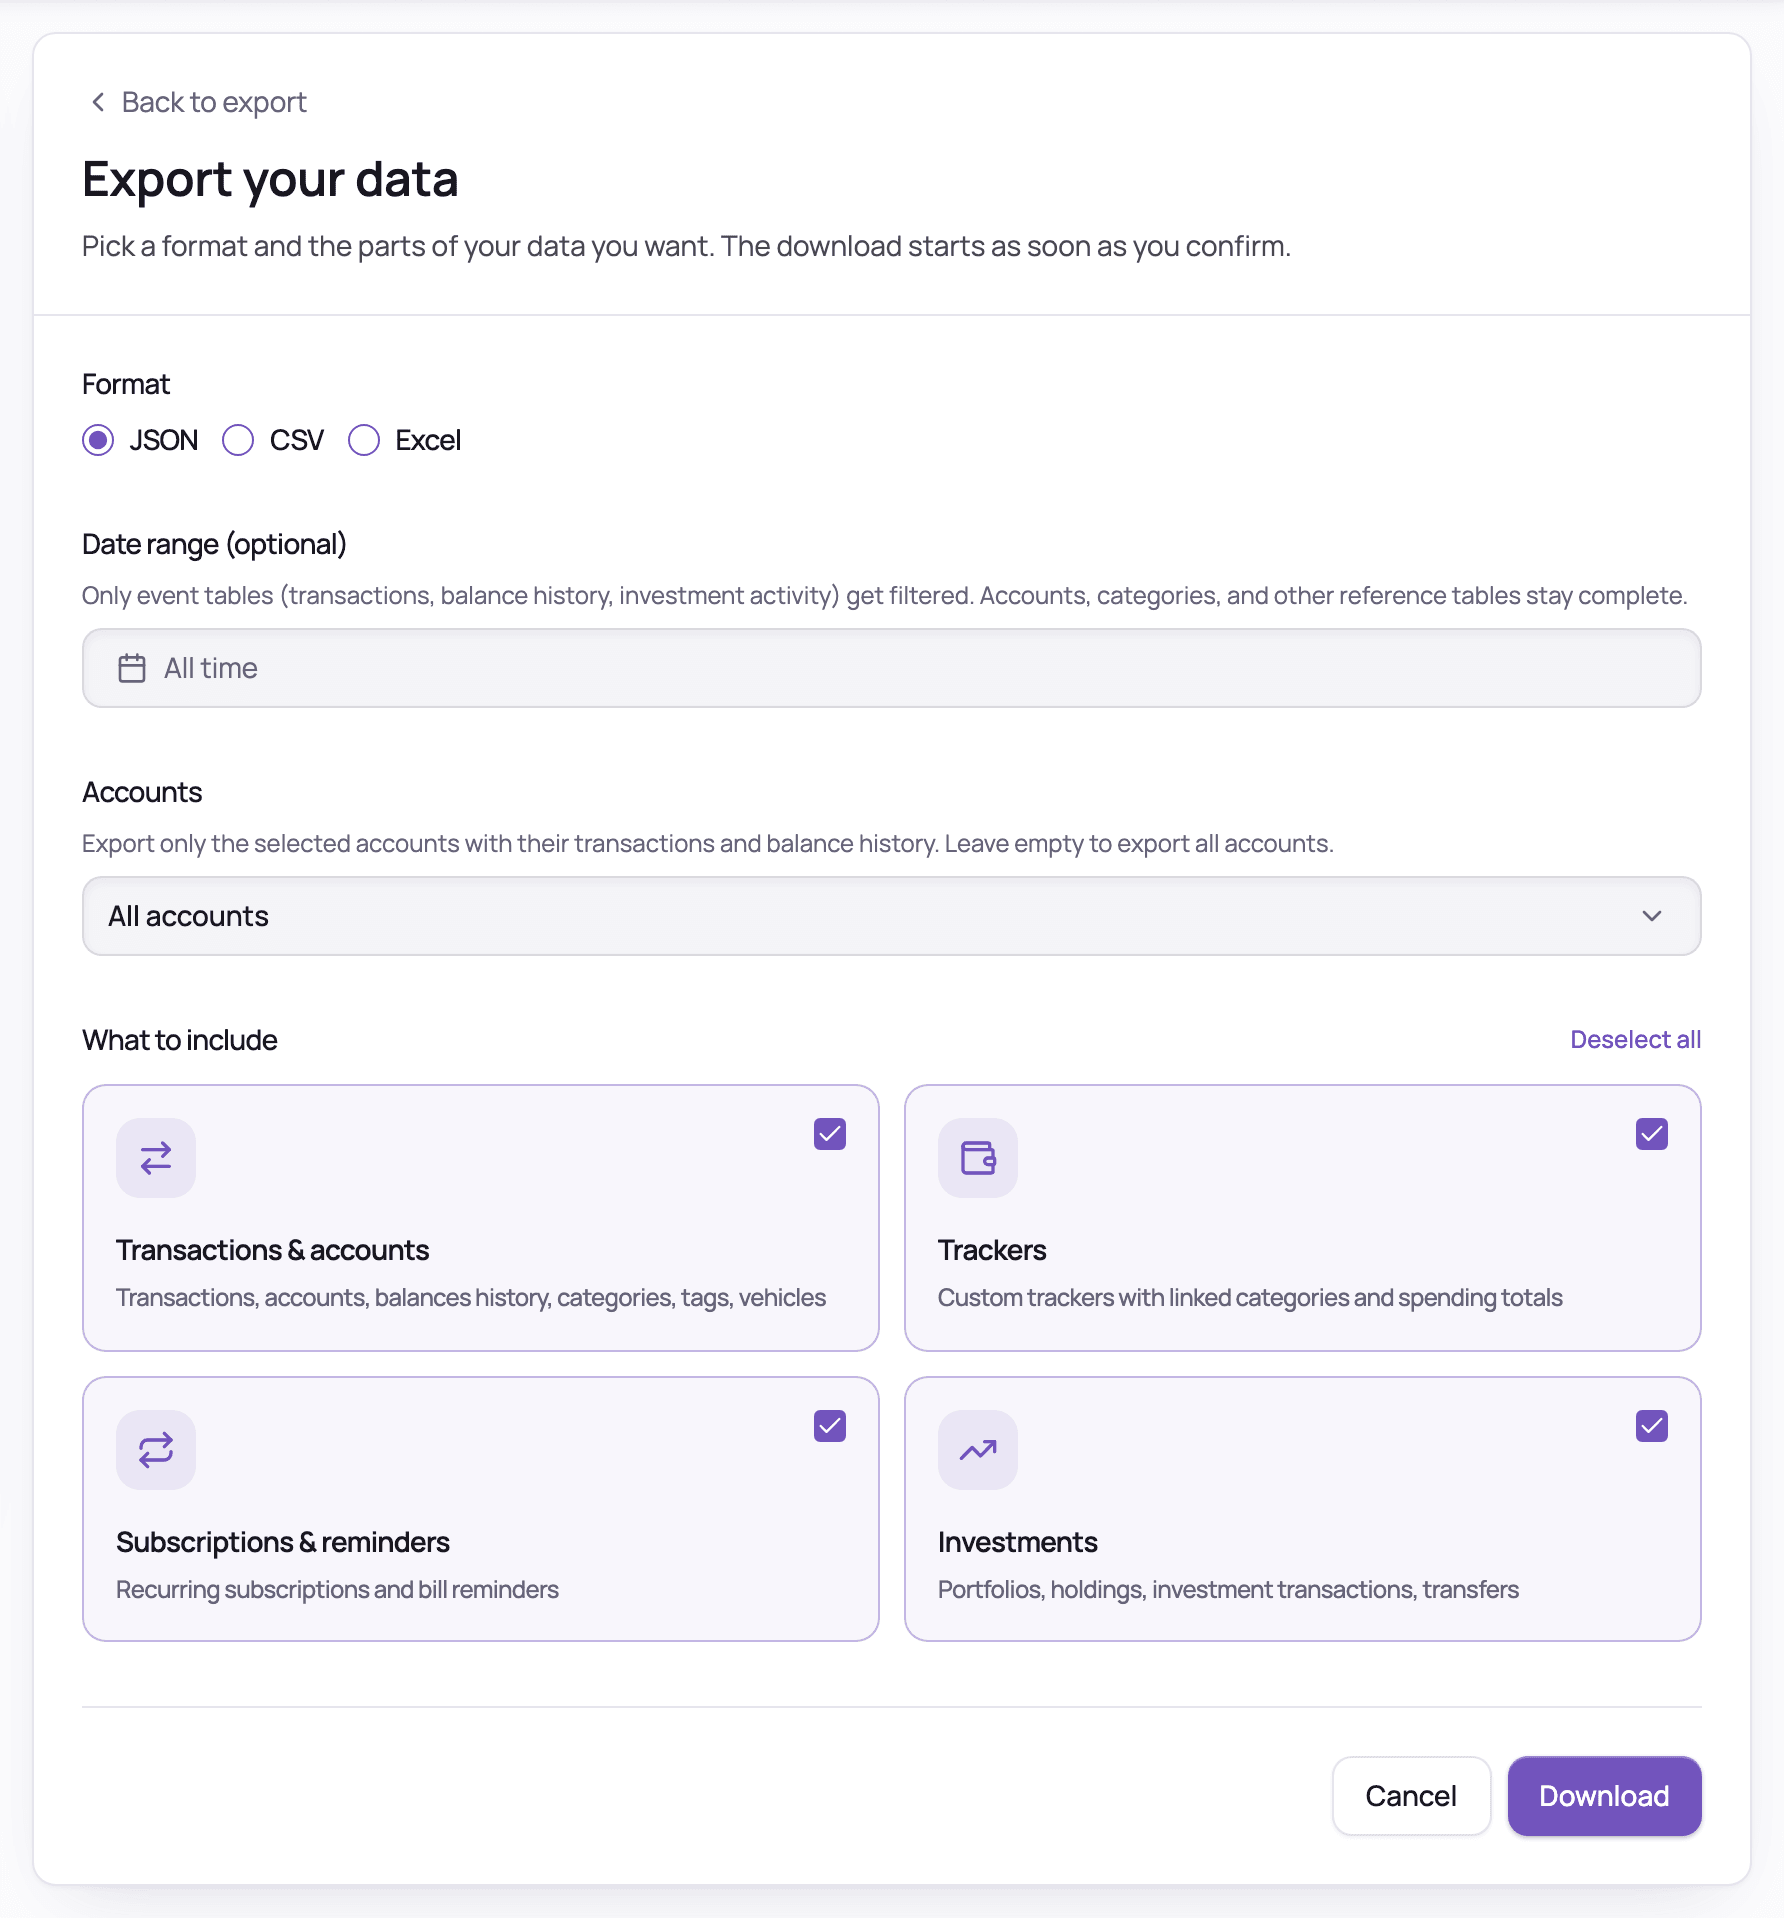 Back to export
Export your data
Pick a format and the parts of your data you want. The download starts as soon as you confirm.
Format
JSON CSV Excel
Date range (optional)
Only event tables (transactions, balance history, investment activity) get filtered. Accounts, categories, and other reference tables stay complete.
All time
Accounts
Export only the selected accounts with their transactions and balance history. Leave empty to export all accounts.
All accounts
What to include
Deselect all
Transactions & accounts
Transactions, accounts, balances history, categories, tags, vehicles
Trackers
Custom trackers with linked categories and spending totals
Subscriptions & reminders
Recurring subscriptions and bill reminders
Investments
Portfolios, holdings, investment transactions, transfers
Cancel
Download